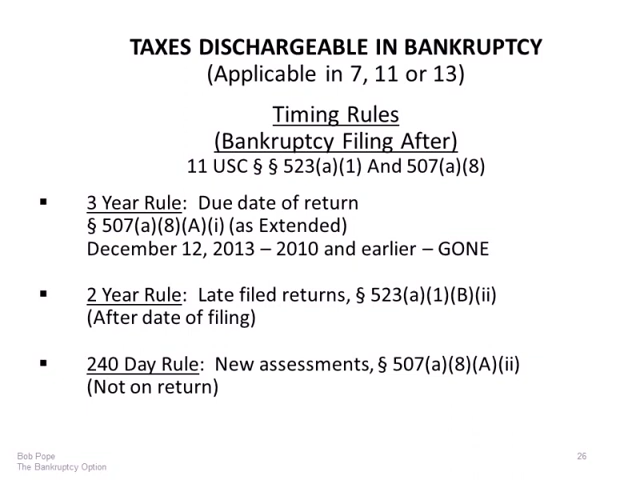 TAXES DISCHARGEABLE IN BANKRUPTCY
(Applicable in 7, 11 or 13)
Timing Rules
(Bankruptcy Filing After)
11 USC § § 523(a)(1) And 507(a)(8)
▪ 3 Year Rule: Due date of return
§ 507(a)(8)(A)(i) (as Extended)
December 12, 2013 – 2010 and earlier – GONE
▪ 2 Year Rule: Late filed returns, § 523(a)(1)(B)(ii)
(After date of filing)
▪ 240 Day Rule: New assessments, § 507(a)(8)(A)(ii)
(Not on return)
Bob Pope
The Bankruptcy Option
26